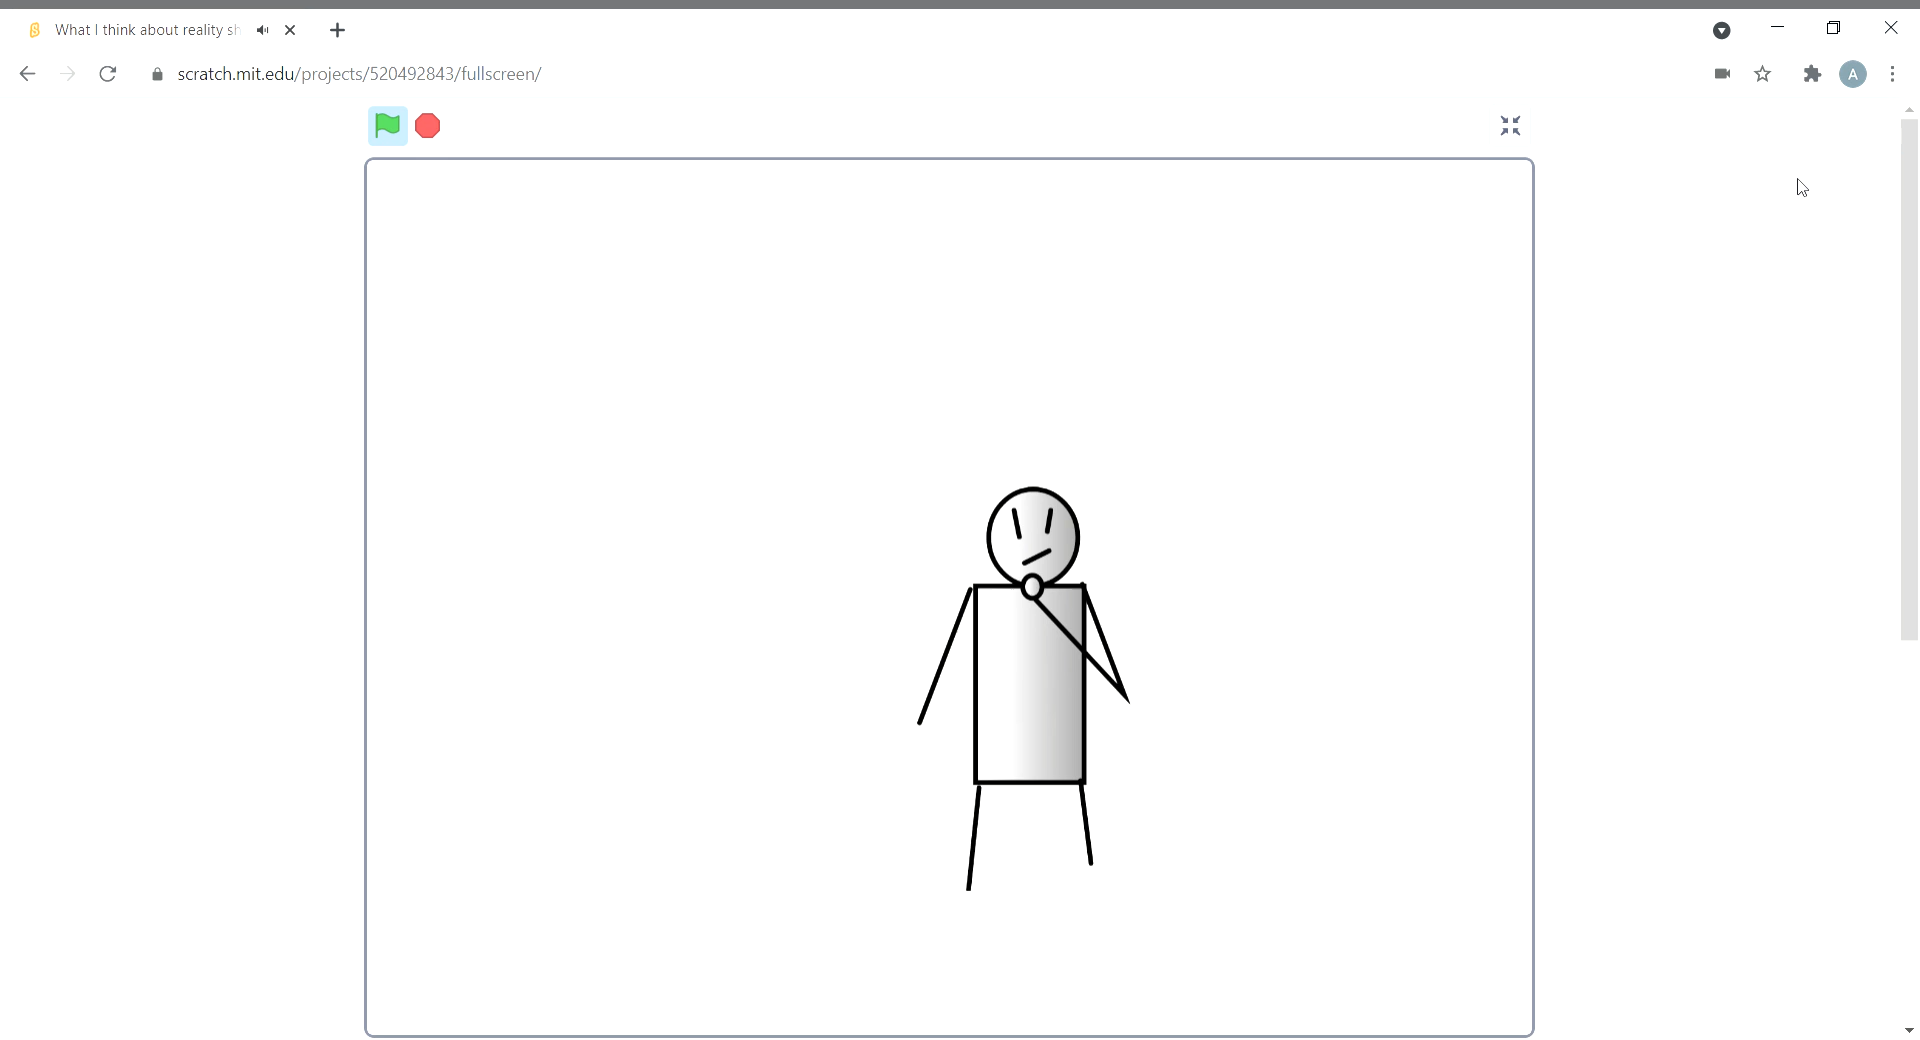 What I think about reality sh
scratch.mit.edu/projects/520492843/fullscreen/
A